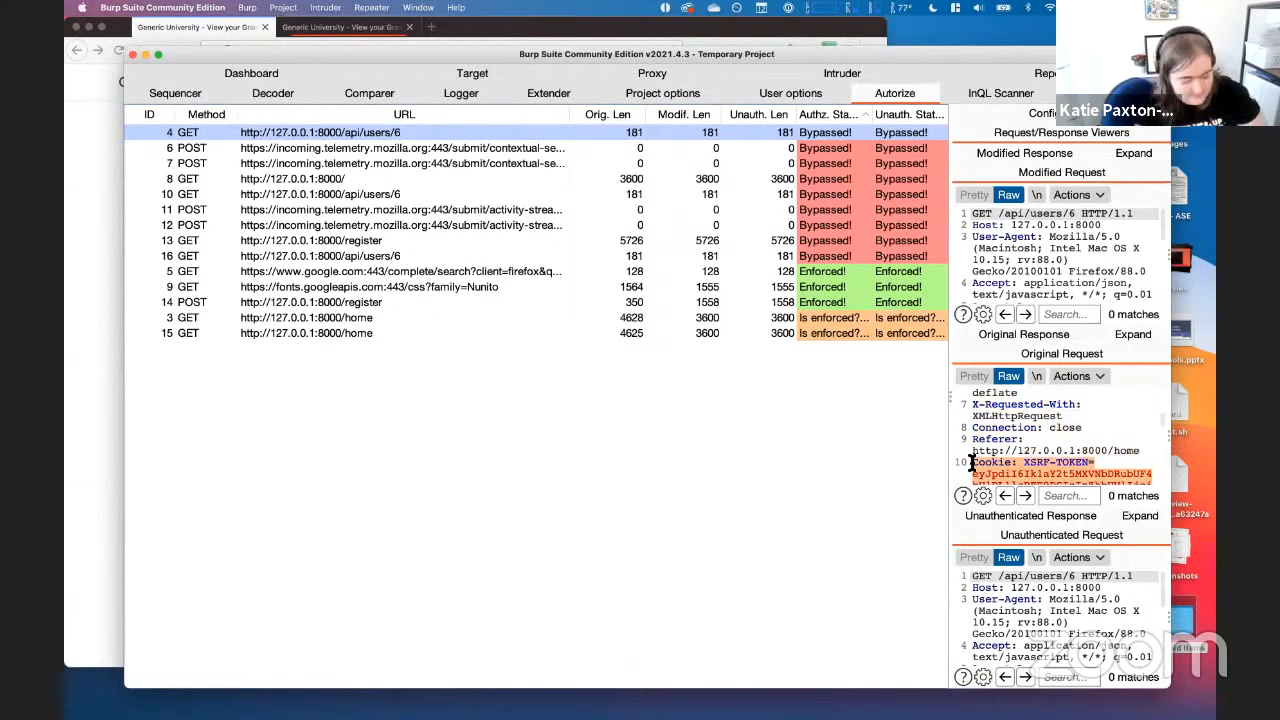 Burp Suite Community Edition Burp Project Intruder Repeater Window Help 77°
Generic University - View your Gra × Generic University - View your Gra ×
Burp Suite Community Edition v2021.4.3 - Temporary Project
Dashboard Target Proxy Intruder
Sequencer Decoder Comparer Logger Extender Project options User options Autorize InQL Scanner
Katie Paxton-...
ID Method URL Orig. Len Modif. Len Unauth. Len Authz. Sta... Unauth. Stat...
4 GET http://127.0.0.1:8000/api/users/6 181 181 181 Bypassed! Bypassed!
6 POST https://incoming.telemetry.mozilla.org:443/submit/contextual-se... 0 0 0 Bypassed! Bypassed!
7 POST https://incoming.telemetry.mozilla.org:443/submit/contextual-se... 0 0 0 Bypassed! Bypassed!
8 GET http://127.0.0.1:8000/ 3600 3600 3600 Bypassed! Bypassed!
10 GET http://127.0.0.1:8000/api/users/6 181 181 181 Bypassed! Bypassed!
11 POST https://incoming.telemetry.mozilla.org:443/submit/activity-strea... 0 0 0 Bypassed! Bypassed!
12 POST https://incoming.telemetry.mozilla.org:443/submit/activity-strea... 0 0 0 Bypassed! Bypassed!
13 GET http://127.0.0.1:8000/register 5726 5726 5726 Bypassed! Bypassed!
16 GET http://127.0.0.1:8000/api/users/6 181 181 181 Bypassed! Bypassed!
5 GET https://www.google.com:443/complete/search?client=firefox&q... 128 128 128 Enforced! Enforced!
9 GET https://fonts.googleapis.com:443/css?family=Nunito 1564 1555 1555 Enforced! Enforced!
14 POST http://127.0.0.1:8000/register 350 1558 1558 Enforced! Enforced!
3 GET http://127.0.0.1:8000/home 4628 3600 3600 Is enforced?... Is enforced?...
15 GET http://127.0.0.1:8000/home 4625 3600 3600 Is enforced?... Is enforced?...
Request/Response Viewers
Modified Response Expand
Modified Request
Pretty Raw \n Actions
1 GET /api/users/6 HTTP/1.1
2 Host: 127.0.0.1:8000
3 User-Agent: Mozilla/5.0
(Macintosh; Intel Mac OS X
10.15; rv:88.0)
Gecko/20100101 Firefox/88.0
4 Accept: application/json,
text/javascript, */*; q=0.01
Search... 0 matches
Original Response Expand
Original Request
Pretty Raw \n Actions
deflate
7 X-Requested-With:
XMLHttpRequest
8 Connection: close
9 Referer:
http://127.0.0.1:8000/home
10 Cookie: XSRF-TOKEN=
Search... 0 matches
Unauthenticated Response Expand
Unauthenticated Request
Pretty Raw \n Actions
1 GET /api/users/6 HTTP/1.1
2 Host: 127.0.0.1:8000
3 User-Agent: Mozilla/5.0
(Macintosh; Intel Mac OS X
10.15; rv:88.0)
Gecko/20100101 Firefox/88.0
4 Accept: application/json,
text/javascript, */*; q=0.01
Search... 0 matches
- ASE
zoom